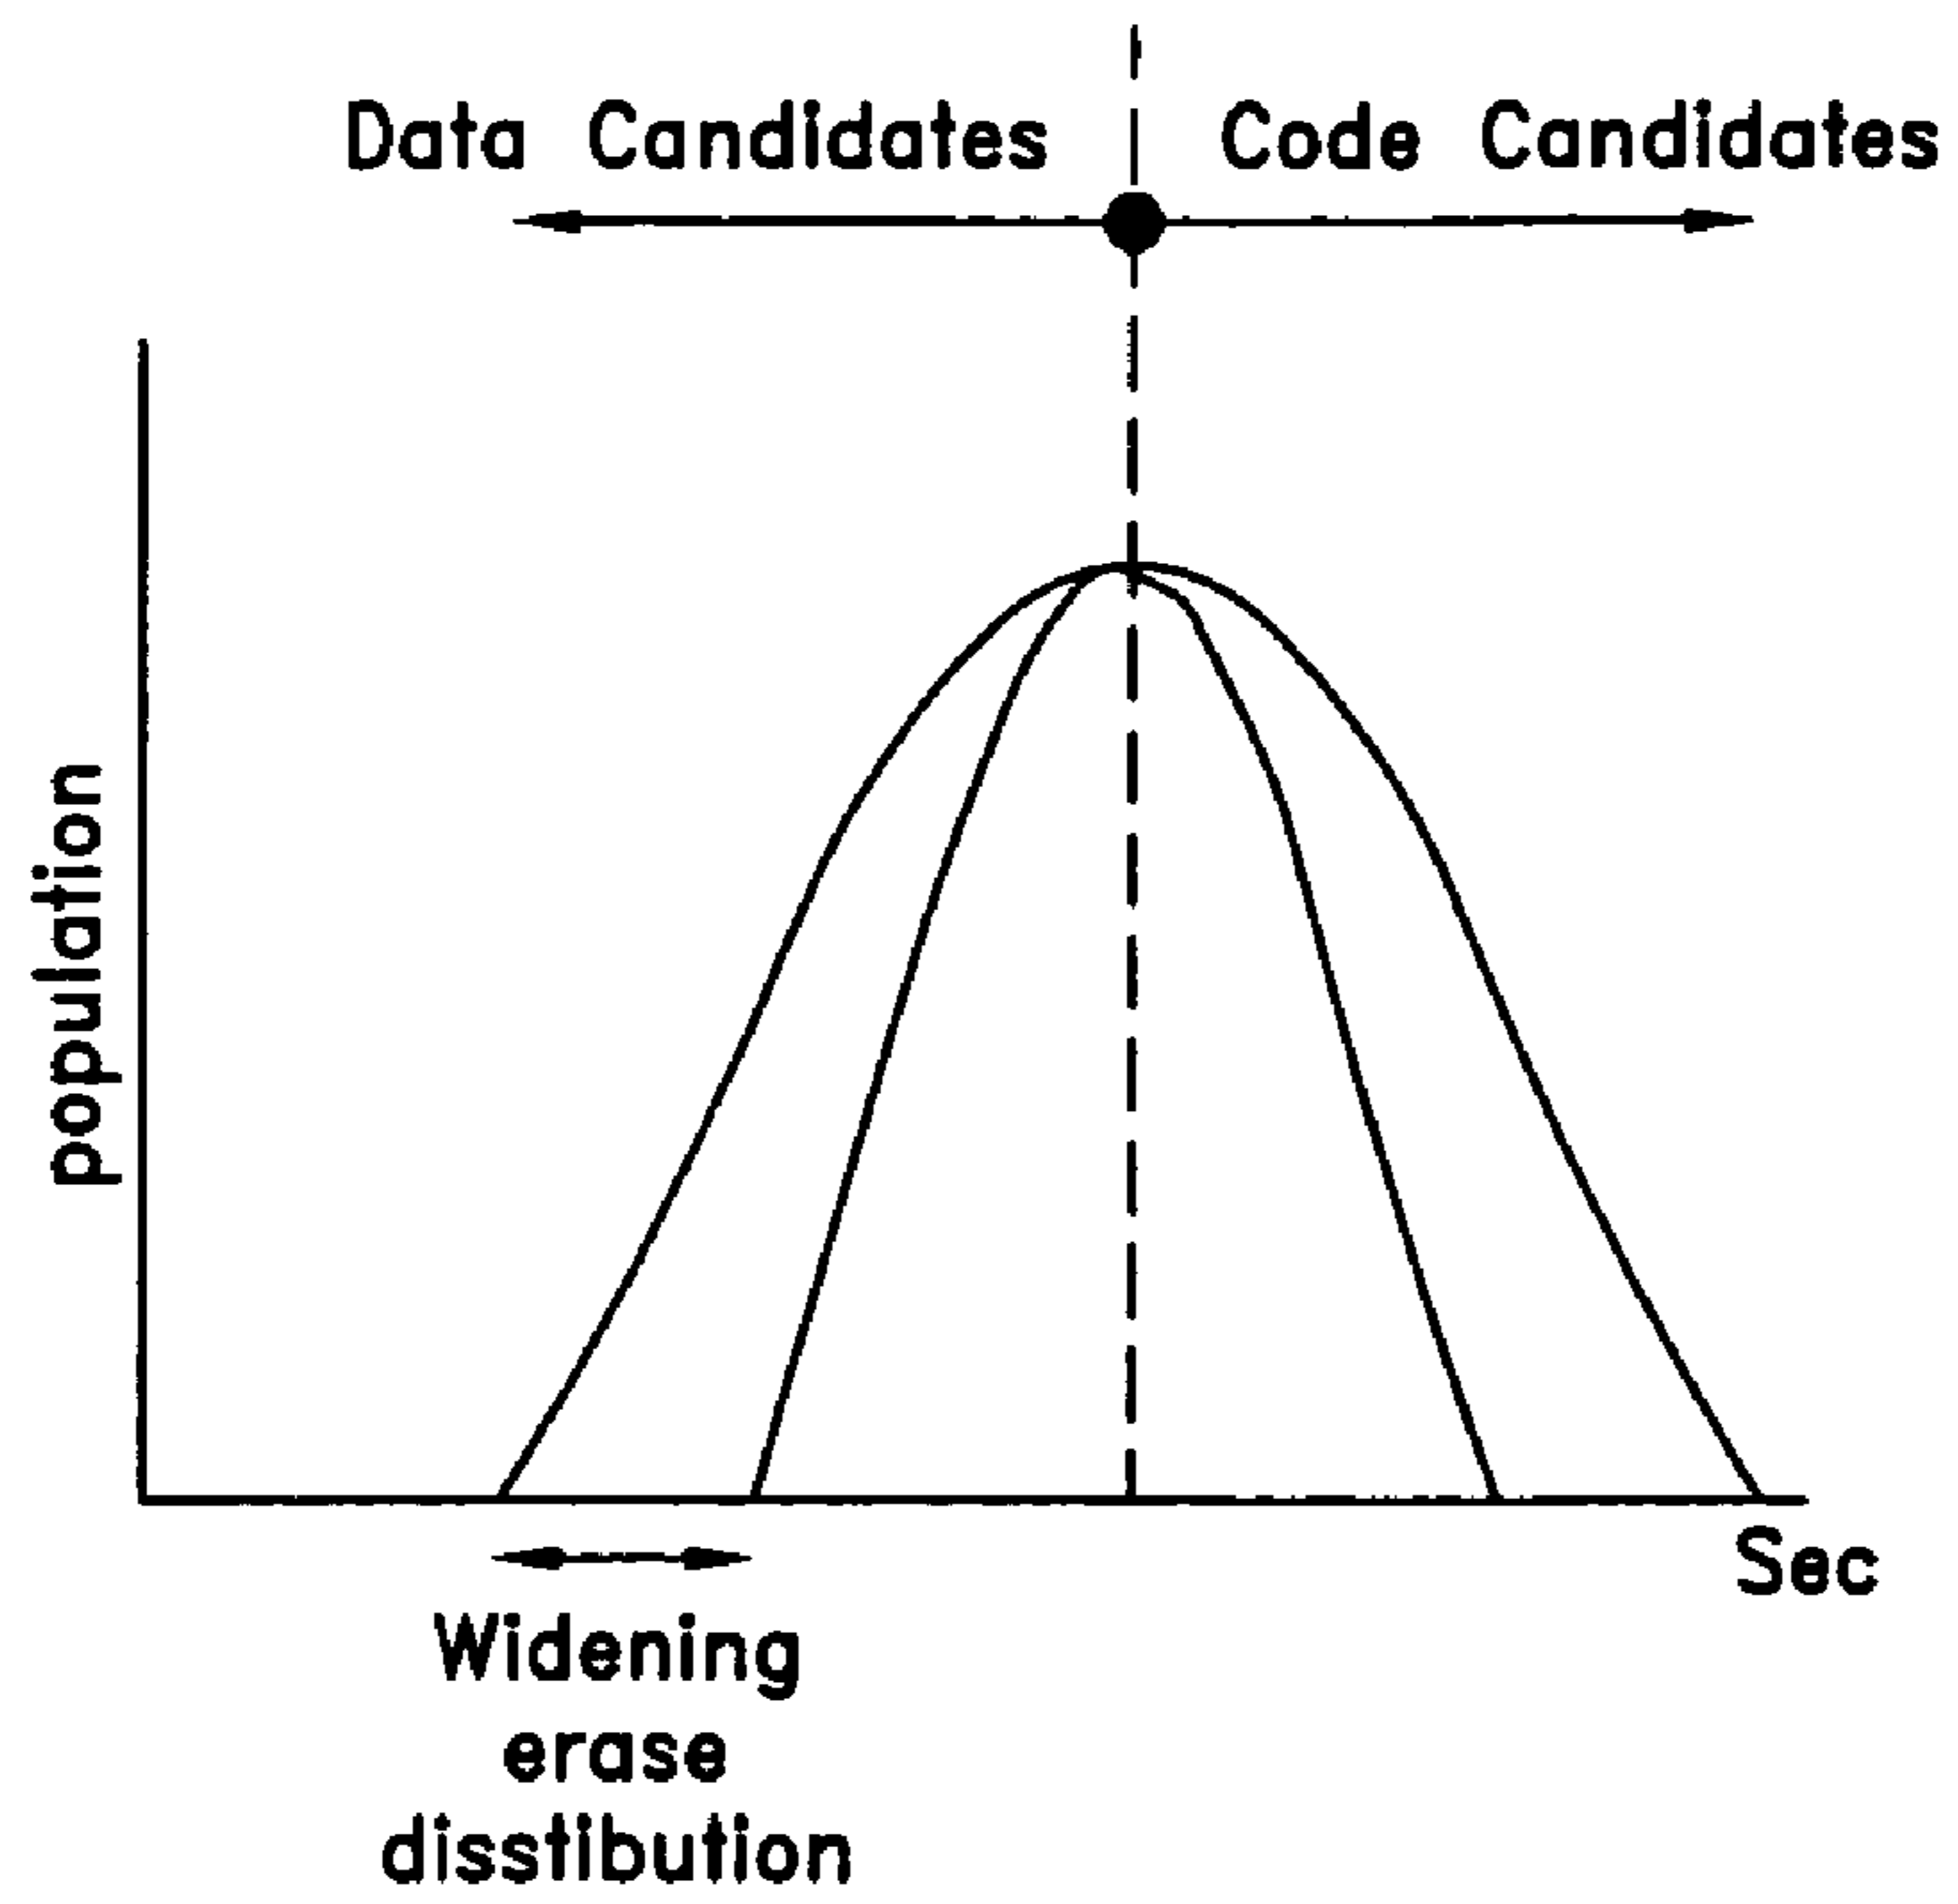 Data Candidates
Code Candidates
population
Sec
Widening
erase
disstibution